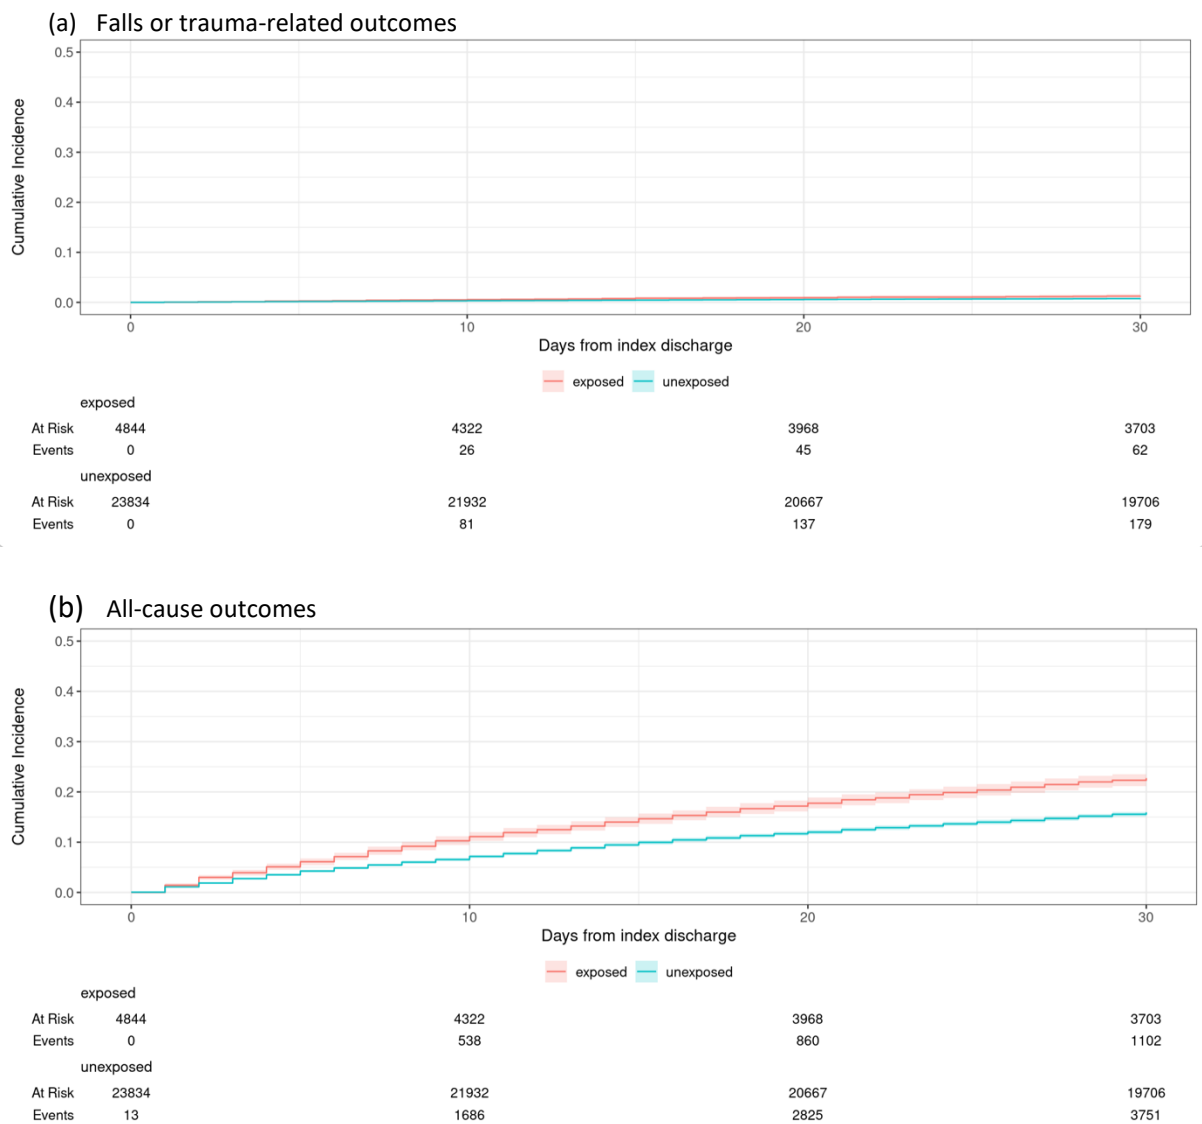 (a) Falls or trauma-related outcomes
Cumulative Incidence
0.5
0.4
0.3
0.2
0.1
0.0
0 10 20 30
Days from index discharge
exposed unexposed
exposed
At Risk 4844 4322 3968 3703
Events 0 26 45 62
unexposed
At Risk 23834 21932 20667 19706
Events 0 81 137 179
(b) All-cause outcomes
Cumulative Incidence
0.5
0.4
0.3
0.2
0.1
0.0
0 10 20 30
Days from index discharge
exposed unexposed
exposed
At Risk 4844 4322 3968 3703
Events 0 538 860 1102
unexposed
At Risk 23834 21932 20667 19706
Events 13 1686 2825 3751